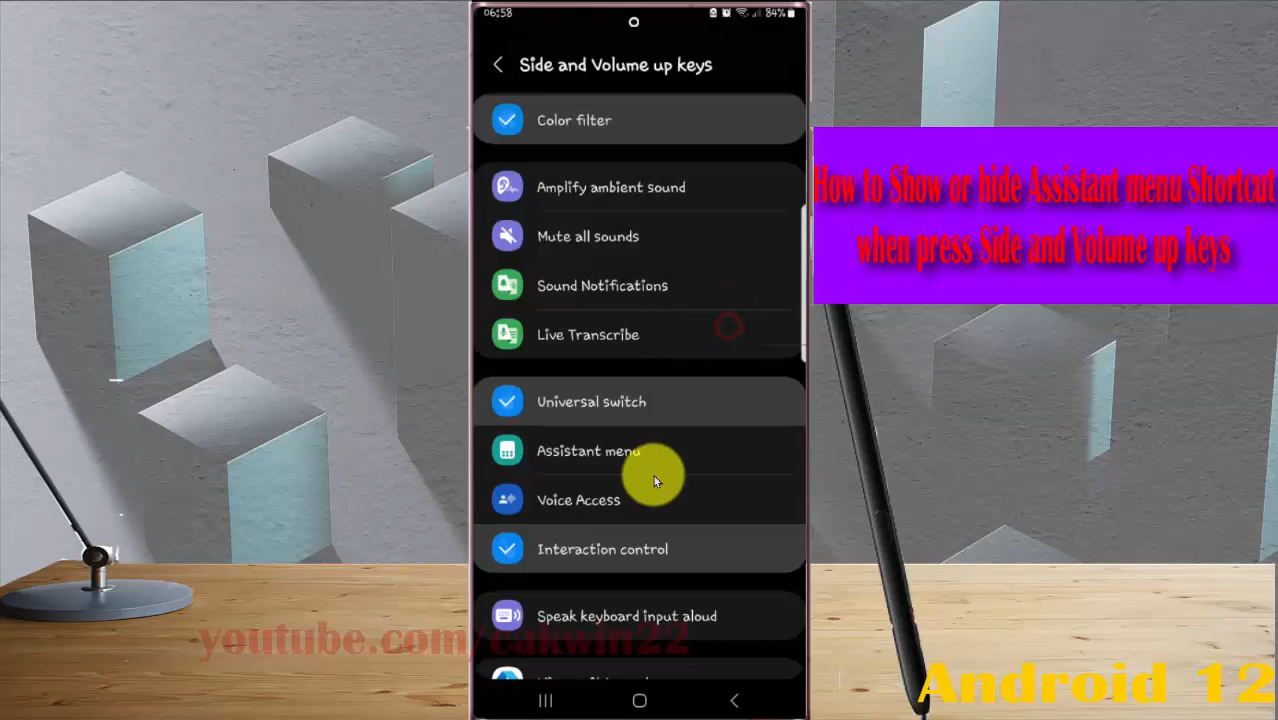 06:58
84%
Side and Volume up keys
Color filter
Amplify ambient sound
Mute all sounds
Sound Notifications
Live Transcribe
Universal switch
Assistant menu
Voice Access
Interaction control
Speak keyboard input aloud
How to Show or hide Assistant menu Shortcut
when press Side and Volume up keys
youtube.com/cakwin22
Android 12